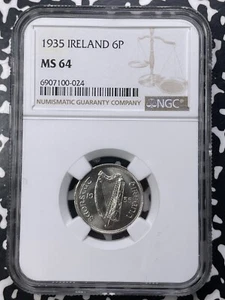 1935 IRELAND 6P
MS 64
6907100-024
NUMISMATIC GUARANTY COMPANY
NGC